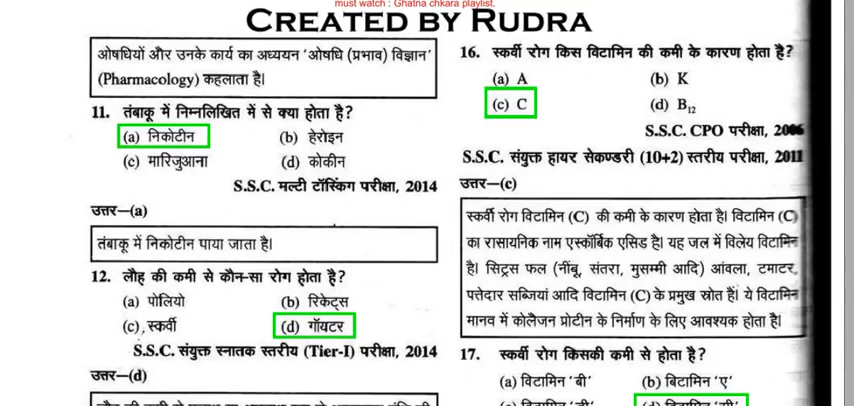 must watch : Ghatna chkara playlist.
CREATED BY RUDRA
ओषधियों और उनके कार्य का अध्ययन ‘ओषधि (प्रभाव) विज्ञान’
(Pharmacology) कहलाता है।
11. तंबाकू में निम्नलिखित में से क्या होता है?
(a) निकोटीन (b) हेरोइन
(c) मारिजुआना (d) कोकीन
S.S.C. मल्टी टॉस्किंग परीक्षा, 2014
उत्तर—(a)
तंबाकू में निकोटीन पाया जाता है।
12. लौह की कमी से कौन-सा रोग होता है?
(a) पोलियो (b) रिकेट्स
(c) स्कर्वी (d) गॉयटर
S.S.C. संयुक्त स्नातक स्तरीय (Tier-I) परीक्षा, 2014
उत्तर—(d)
16. स्कर्वी रोग किस विटामिन की कमी के कारण होता है?
(a) A (b) K
(c) C (d) B12
S.S.C. CPO परीक्षा, 2006
S.S.C. संयुक्त हायर सेकण्डरी (10+2) स्तरीय परीक्षा, 2011
उत्तर—(c)
स्कर्वी रोग विटामिन (C) की कमी के कारण होता है। विटामिन (C)
का रासायनिक नाम एस्कॉर्बिक एसिड है। यह जल में विलेय विटामिन
है। सिट्रस फल (नींबू, संतरा, मुसम्मी आदि) आंवला, टमाटर,
पत्तेदार सब्जियां आदि विटामिन (C) के प्रमुख स्रोत हैं। ये विटामिन
मानव में कोलैजन प्रोटीन के निर्माण के लिए आवश्यक होता है।
17. स्कर्वी रोग किसकी कमी से होता है?
(a) विटामिन ‘बी’ (b) बिटामिन ‘ए’